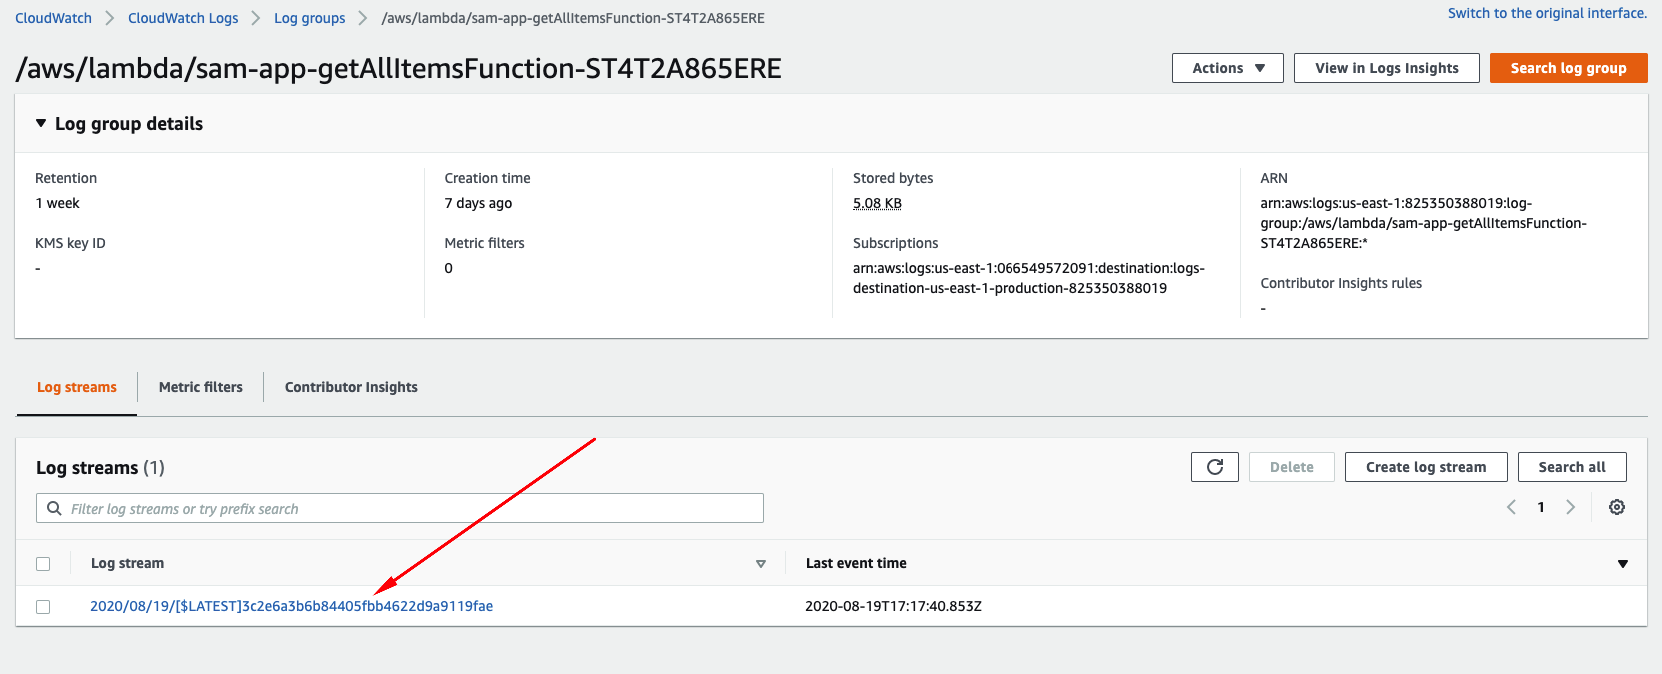 CloudWatch > CloudWatch Logs > Log groups > /aws/lambda/sam-app-getAllItemsFunction-ST4T2A865ERE
Switch to the original interface.
/aws/lambda/sam-app-getAllItemsFunction-ST4T2A865ERE
Actions ▼ View in Logs Insights Search log group
▼ Log group details
Retention
1 week
KMS key ID
-
Creation time
7 days ago
Metric filters
0
Stored bytes
5.08 KB
Subscriptions
arn:aws:logs:us-east-1:066549572091:destination:logs-
destination-us-east-1-production-825350388019
ARN
arn:aws:logs:us-east-1:825350388019:log-
group:/aws/lambda/sam-app-getAllItemsFunction-
ST4T2A865ERE:*
Contributor Insights rules
-
Log streams Metric filters Contributor Insights
Log streams (1)
Delete Create log stream Search all
Filter log streams or try prefix search
1
Log stream Last event time
2020/08/19/[$LATEST]3c2e6a3b6b84405fbb4622d9a9119fae 2020-08-19T17:17:40.853Z